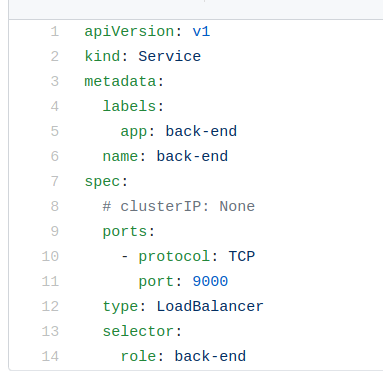 1 apiVersion: v1
2 kind: Service
3 metadata:
4   labels:
5     app: back-end
6   name: back-end
7 spec:
8   # clusterIP: None
9   ports:
10     - protocol: TCP
11       port: 9000
12   type: LoadBalancer
13   selector:
14     role: back-end